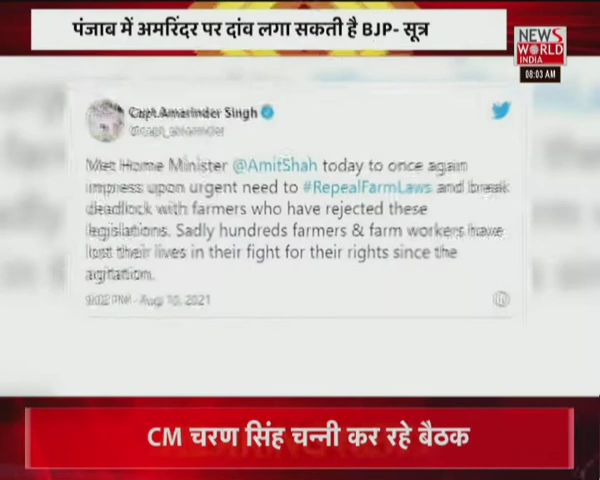 पंजाब में अमरिंदर पर दांव लगा सकती है BJP- सूत्र
NEWS
WORLD
INDIA
08:03 AM
Capt.Amarinder Singh
Met Home Minister @AmitShah today to once again
impress upon urgent need to #RepealFarmLaws and break
deadlock with farmers who have rejected these
legislations. Sadly hundreds farmers & farm workers have
lost their lives in their fight for their rights since the
agitation.
Aug 10, 2021
CM चरण सिंह चन्नी कर रहे बैठक